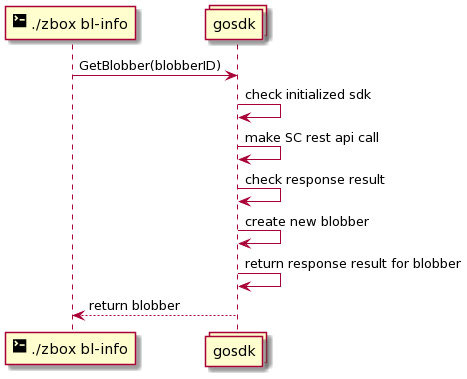 ./zbox bl-info
gosdk
GetBlobber(blobberID)
check initialized sdk
make SC rest api call
check response result
create new blobber
return response result for blobber
return blobber
./zbox bl-info
gosdk